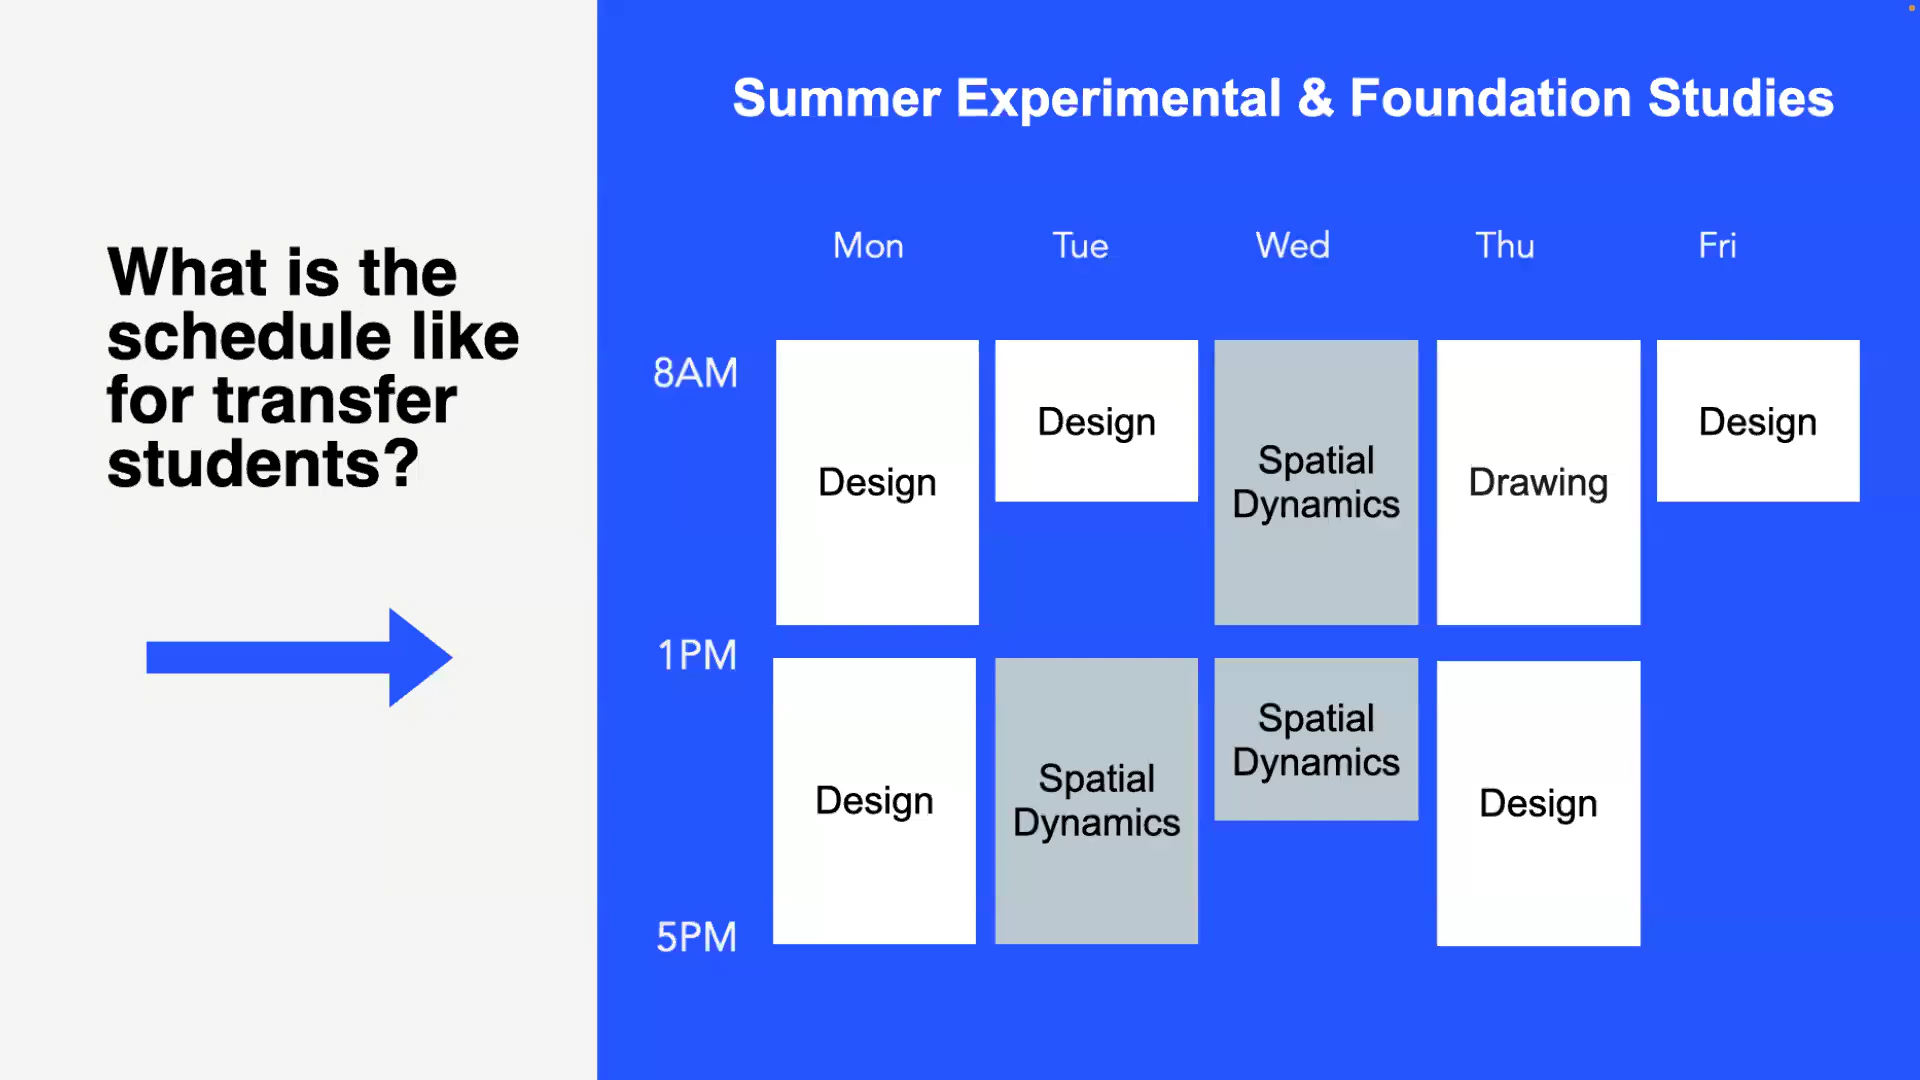 What is the
schedule like
for transfer
students?
Summer Experimental & Foundation Studies
Mon Tue Wed Thu Fri
8AM
Design
Design
Spatial
Dynamics
Drawing
Design
1PM
Design
Spatial
Dynamics
Spatial
Dynamics
Design
5PM